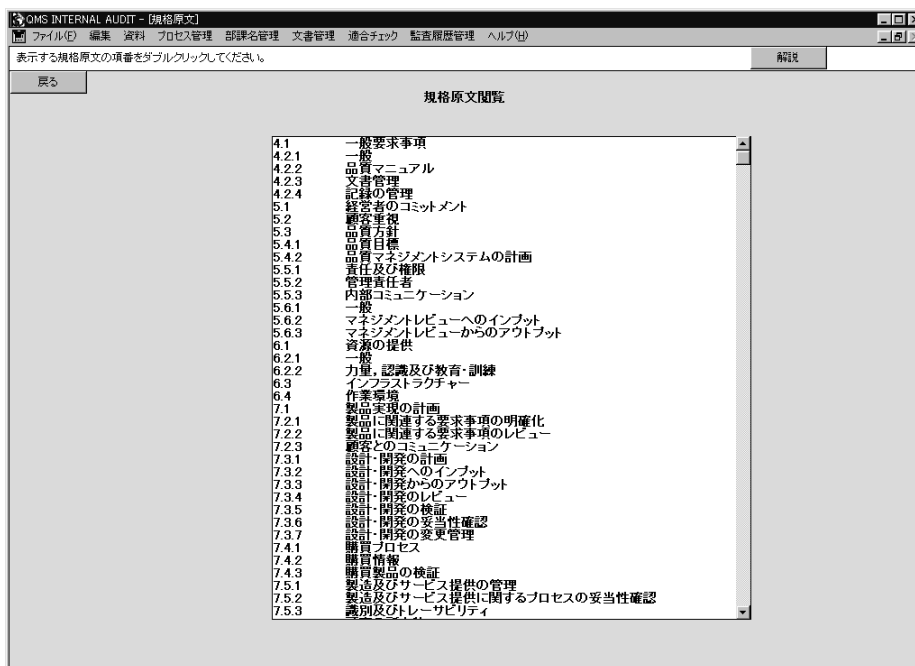 QMS INTERNAL AUDIT - [規格原文]
ファイル(F) 編集 資料 プロセス管理 部課名管理 文書管理 適合チェック 監査履歴管理 ヘルプ(H)
表示する規格原文の項番をダブルクリックしてください。 解説
戻る
規格原文閲覧
4.1 一般要求事項
4.2.1 一般
4.2.2 品質マニュアル
4.2.3 文書管理
4.2.4 記録の管理
5.1 経営者のコミットメント
5.2 顧客重視
5.3 品質方針
5.4.1 品質目標
5.4.2 品質マネジメントシステムの計画
5.5.1 責任及び権限
5.5.2 管理責任者
5.5.3 内部コミュニケーション
5.6.1 一般
5.6.2 マネジメントレビューへのインプット
5.6.3 マネジメントレビューからのアウトプット
6.1 資源の提供
6.2.1 一般
6.2.2 力量，認識及び教育・訓練
6.3 インフラストラクチャー
6.4 作業環境
7.1 製品実現の計画
7.2.1 製品に関連する要求事項の明確化
7.2.2 製品に関連する要求事項のレビュー
7.2.3 顧客とのコミュニケーション
7.3.1 設計・開発の計画
7.3.2 設計・開発へのインプット
7.3.3 設計・開発からのアウトプット
7.3.4 設計・開発のレビュー
7.3.5 設計・開発の検証
7.3.6 設計・開発の妥当性確認
7.3.7 設計・開発の変更管理
7.4.1 購買プロセス
7.4.2 購買情報
7.4.3 購買製品の検証
7.5.1 製造及びサービス提供の管理
7.5.2 製造及びサービス提供に関するプロセスの妥当性確認
7.5.3 識別及びトレーサビリティ